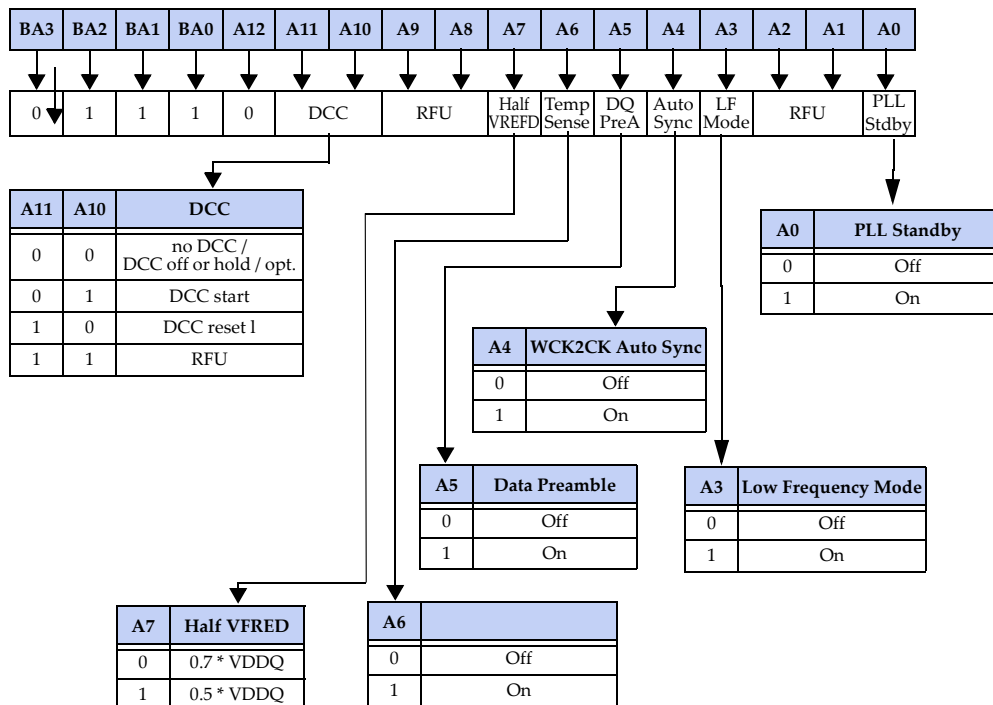 BA3 BA2 BA1 BA0 A12 A11 A10 A9 A8 A7 A6 A5 A4 A3 A2 A1 A0
0 1 1 1 0 DCC RFU Half VREFD Temp Sense DQ PreA Auto Sync LF Mode RFU PLL Stdby
A11 A10 DCC
0 0 no DCC / DCC off or hold / opt.
0 1 DCC start
1 0 DCC reset l
1 1 RFU
A0 PLL Standby
0 Off
1 On
A4 WCK2CK Auto Sync
0 Off
1 On
A5 Data Preamble
0 Off
1 On
A3 Low Frequency Mode
0 Off
1 On
A7 Half VFRED
0 0.7 * VDDQ
1 0.5 * VDDQ
A6
0 Off
1 On